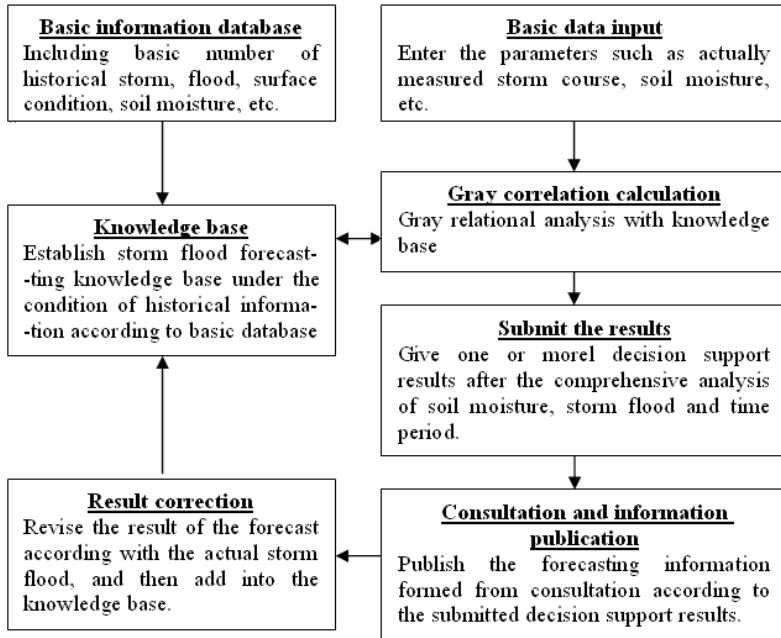 Basic information database
Including basic number of
historical storm, flood, surface
condition, soil moisture, etc.
Basic data input
Enter the parameters such as actually
measured storm course, soil moisture,
etc.
Knowledge base
Establish storm flood forecast-
-ting knowledge base under the
condition of historical informa-
-tion according to basic database
Gray correlation calculation
Gray relational analysis with knowledge
base
Submit the results
Give one or morel decision support
results after the comprehensive analysis
of soil moisture, storm flood and time
period.
Result correction
Revise the result of the forecast
according with the actual storm
flood, and then add into the
knowledge base.
Consultation and information
publication
Publish the forecasting information
formed from consultation according to
the submitted decision support results.